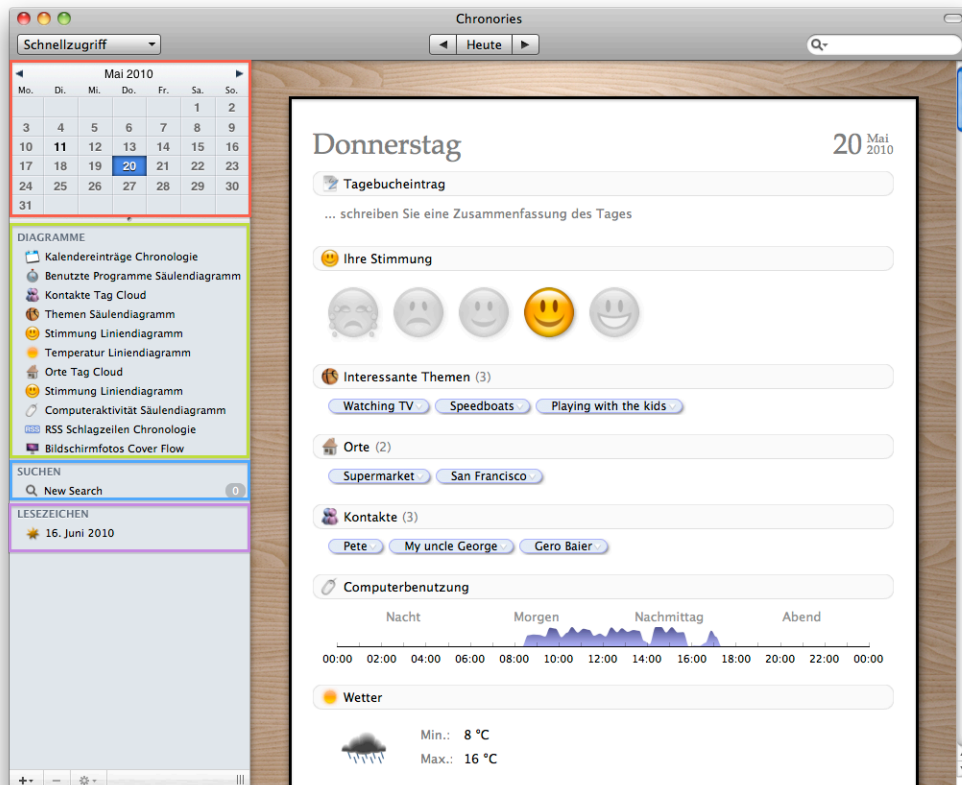 Chronories
Schnellzugriff
Heute
Mai 2010
Mo. Di. Mi. Do. Fr. Sa. So.
1 2
3 4 5 6 7 8 9
10 11 12 13 14 15 16
17 18 19 20 21 22 23
24 25 26 27 28 29 30
31
DIAGRAMME
Kalendereinträge Chronologie
Benutzte Programme Säulendiagramm
Kontakte Tag Cloud
Themen Säulendiagramm
Stimmung Liniendiagramm
Temperatur Liniendiagramm
Orte Tag Cloud
Stimmung Liniendiagramm
Computeraktivität Säulendiagramm
RSS Schlagzeilen Chronologie
Bildschirmfotos Cover Flow
SUCHEN
New Search 0
LESEZEICHEN
16. Juni 2010
Donnerstag
20 Mai 2010
Tagebucheintrag
... schreiben Sie eine Zusammenfassung des Tages
Ihre Stimmung
Interessante Themen (3)
Watching TV Speedboats Playing with the kids
Orte (2)
Supermarket San Francisco
Kontakte (3)
Pete My uncle George Gero Baier
Computerbenutzung
Nacht Morgen Nachmittag Abend
00:00 02:00 04:00 06:00 08:00 10:00 12:00 14:00 16:00 18:00 20:00 22:00 00:00
Wetter
Min.: 8 °C
Max.: 16 °C